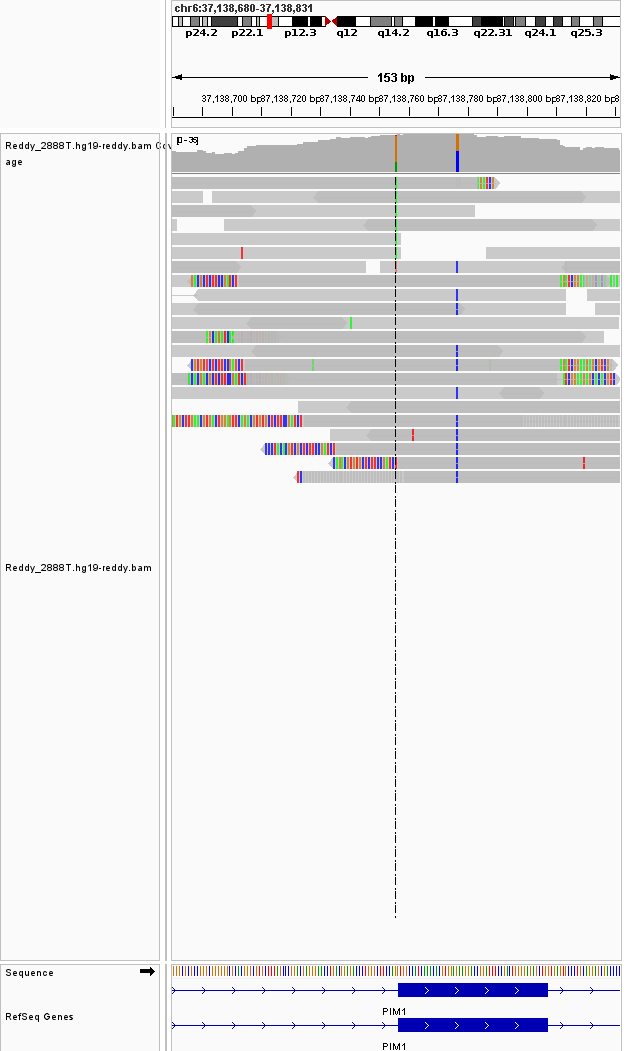 chr6:37,138,680-37,138,831
p24.2 p22.1 p12.3 q12 q14.2 q16.3 q22.31 q24.1 q25.3
153 bp
37,138,700 bp 37,138,720 bp 37,138,740 bp 37,138,760 bp 37,138,780 bp 37,138,800 bp 37,138,820 bp
Reddy_2888T.hg19-reddy.bam Cov
age
Reddy_2888T.hg19-reddy.bam
Sequence
PIM1
RefSeq Genes
PIM1